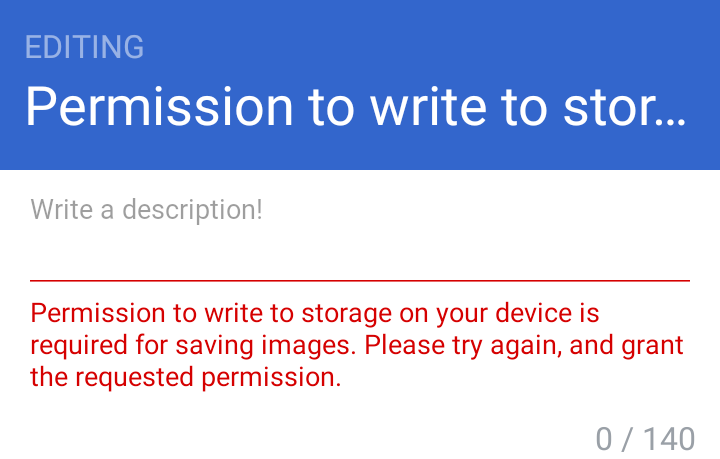 EDITING
Permission to write to stor...
Write a description!
Permission to write to storage on your device is
required for saving images. Please try again, and grant
the requested permission.
0 / 140